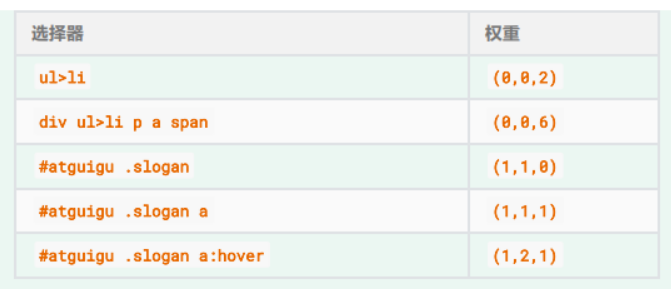 选择器 权重
ul>li (0,0,2)
div ul>li p a span (0,0,6)
#atguigu .slogan (1,1,0)
#atguigu .slogan a (1,1,1)
#atguigu .slogan a:hover (1,2,1)